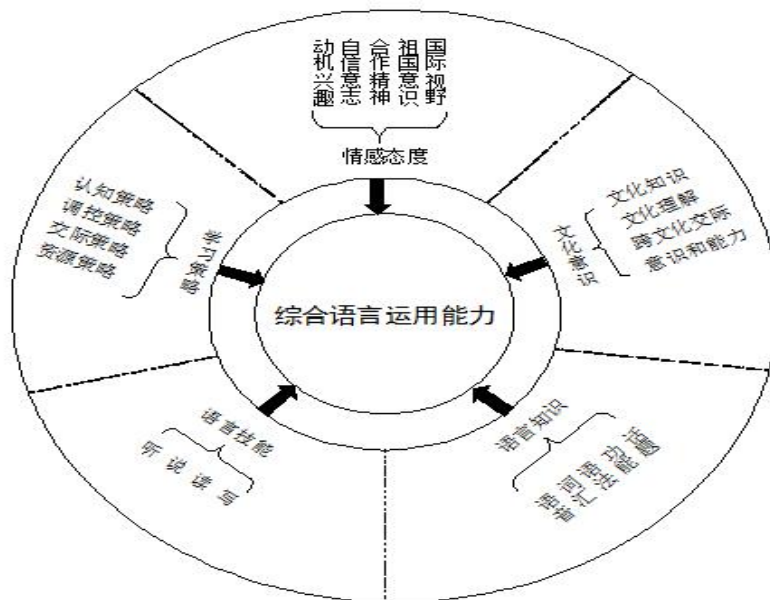 动机兴趣
自信意志
合作精神
祖国意识
国际视野
情感态度
认知策略
调控策略
交际策略
资源策略
学习策略
文化知识
文化理解
跨文化交际
意识和能力
文化意识
综合语言运用能力
语言技能
听说读写
语言知识
语音
词汇
语法
功能
话题